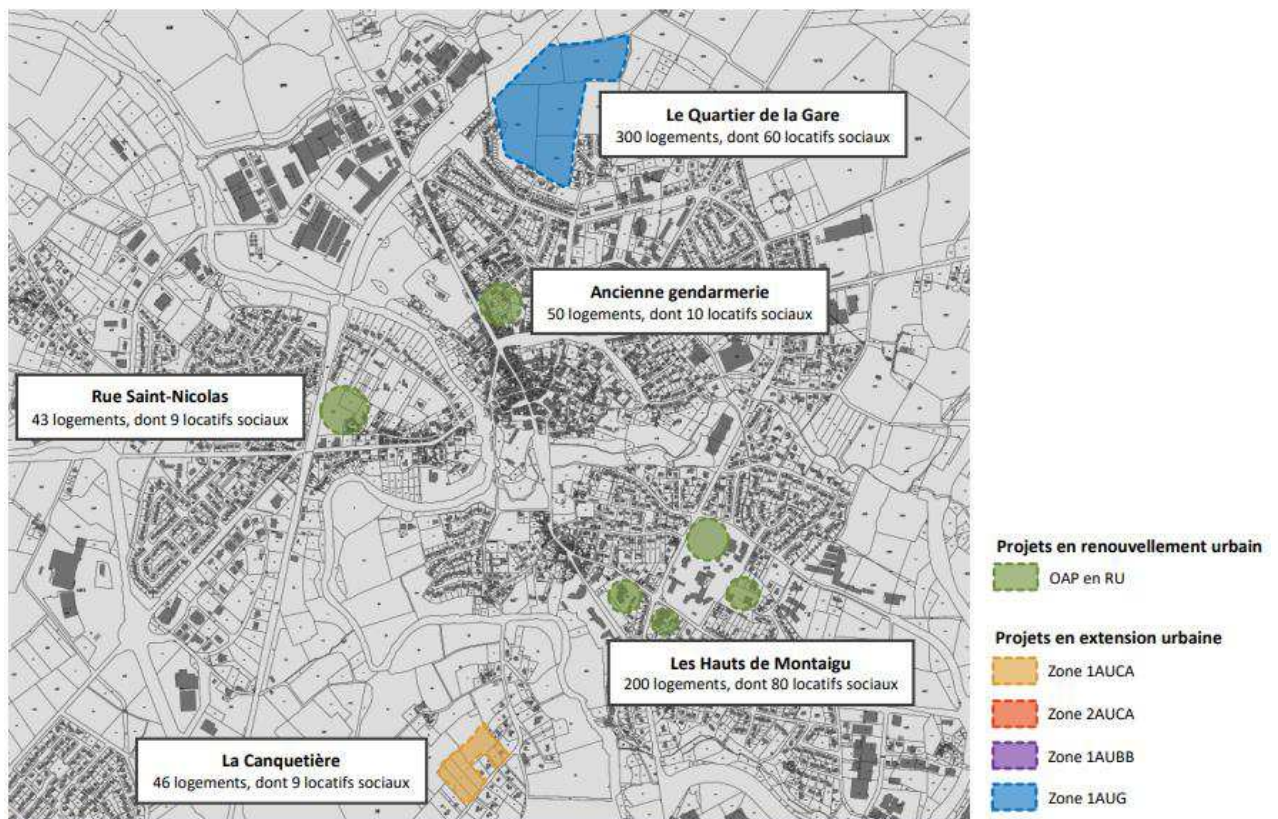 Le Quartier de la Gare
300 logements, dont 60 locatifs sociaux
Ancienne gendarmerie
50 logements, dont 10 locatifs sociaux
Rue Saint-Nicolas
43 logements, dont 9 locatifs sociaux
Les Hauts de Montaigu
200 logements, dont 80 locatifs sociaux
La Canquetière
46 logements, dont 9 locatifs sociaux
Projets en renouvellement urbain
OAP en RU
Projets en extension urbaine
Zone 1AUCA
Zone 2AUCA
Zone 1AUBB
Zone 1AUG